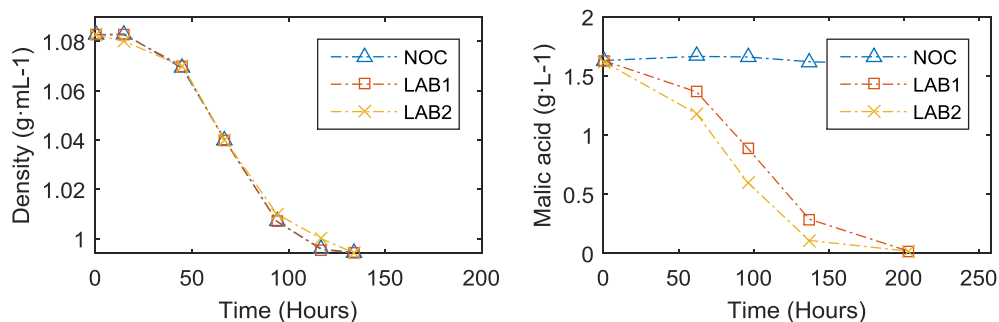 Density (g·mL-1)
1.08
1.06
1.04
1.02
1
0
50
100
150
200
Time (Hours)
NOC
LAB1
LAB2
Malic acid (g·L-1)
2
1.5
1
0.5
0
0
50
100
150
200
250
Time (Hours)
NOC
LAB1
LAB2